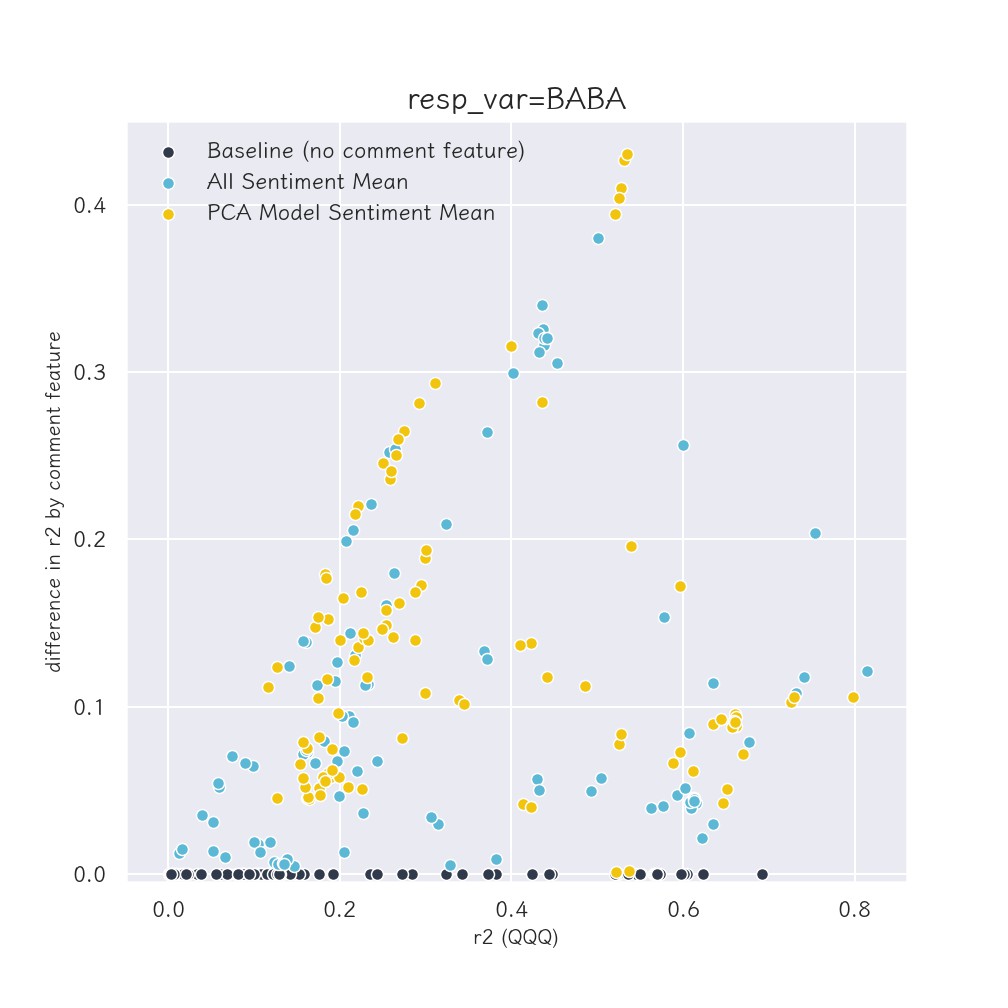 resp_var=BABA
Baseline (no comment feature)
All Sentiment Mean
PCA Model Sentiment Mean
difference in r2 by comment feature
0.4
0.3
0.2
0.1
0.0
0.0 0.2 0.4 0.6 0.8
r2 (QQQ)